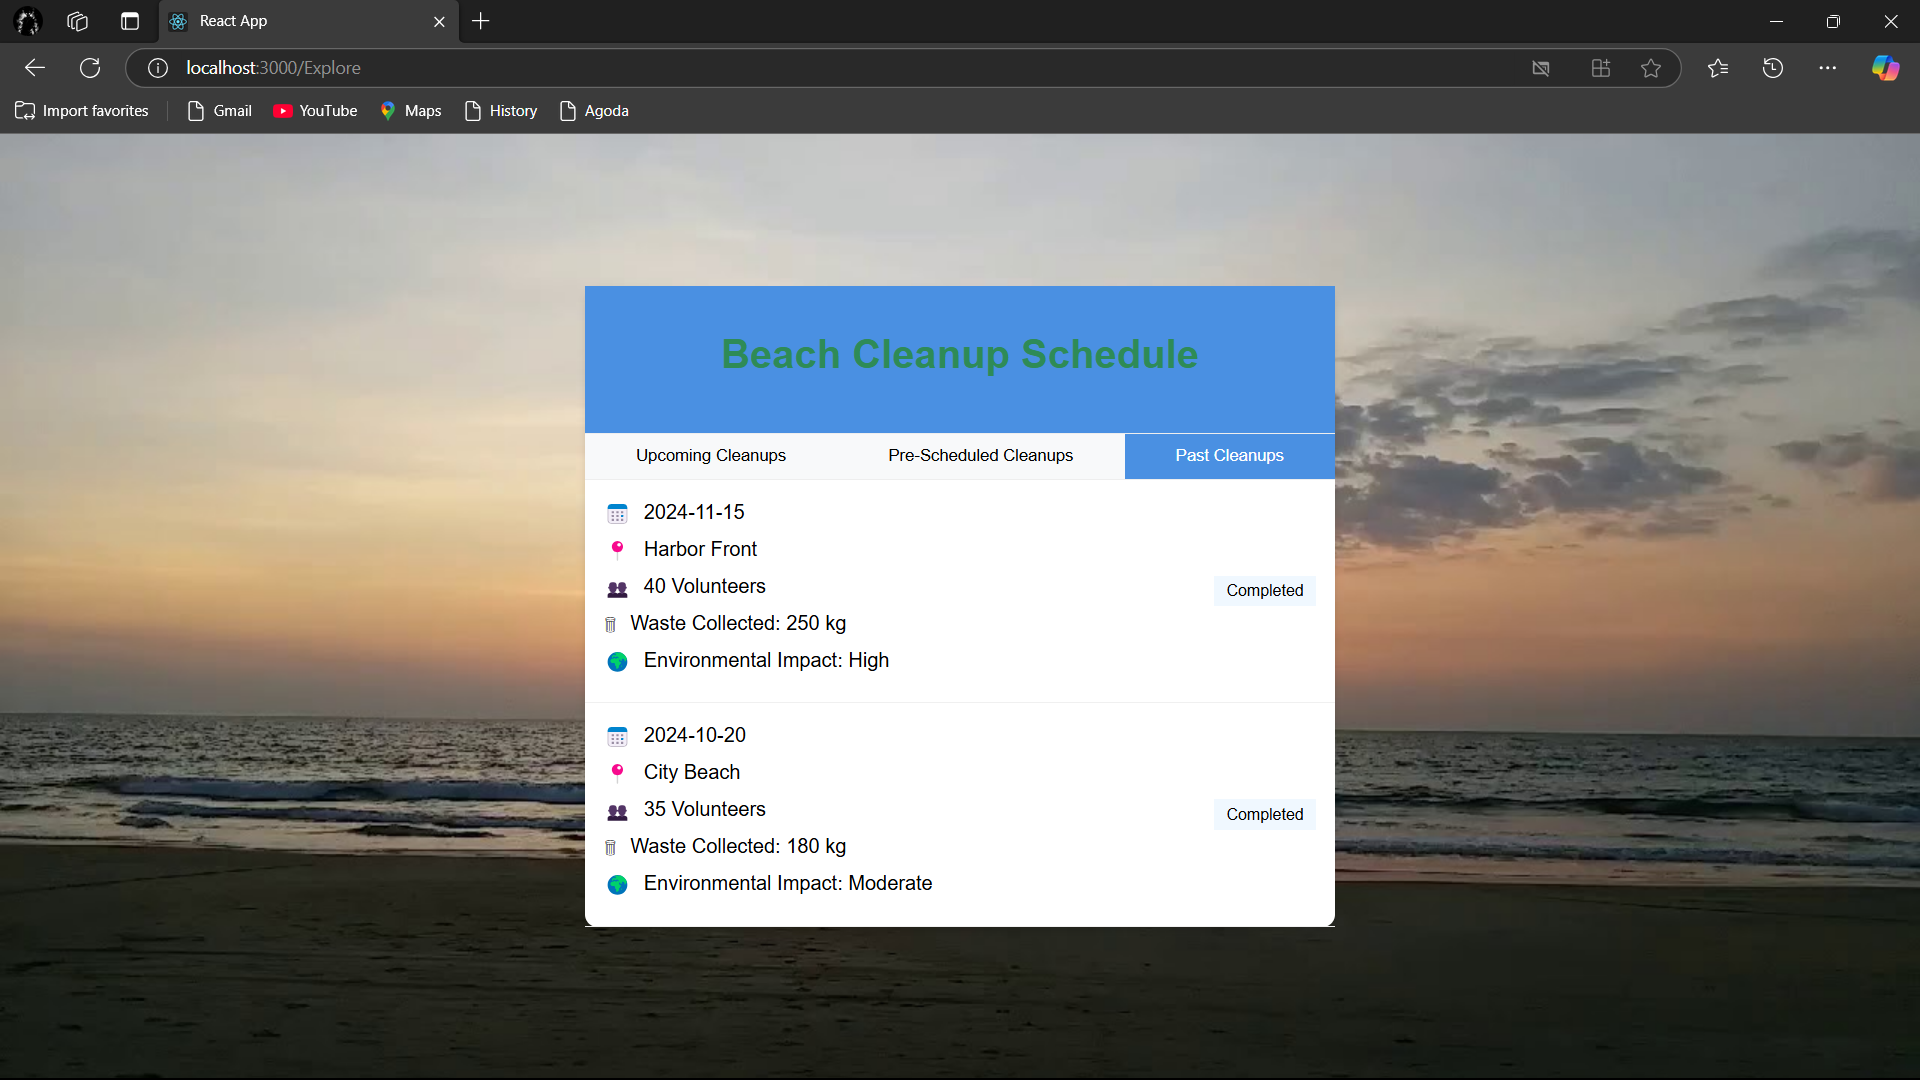 React App
localhost:3000/Explore
Import favorites
Gmail
YouTube
Maps
History
Agoda
Beach Cleanup Schedule
Upcoming Cleanups
Pre-Scheduled Cleanups
Past Cleanups
2024-11-15
Harbor Front
40 Volunteers
Completed
Waste Collected: 250 kg
Environmental Impact: High
2024-10-20
City Beach
35 Volunteers
Completed
Waste Collected: 180 kg
Environmental Impact: Moderate